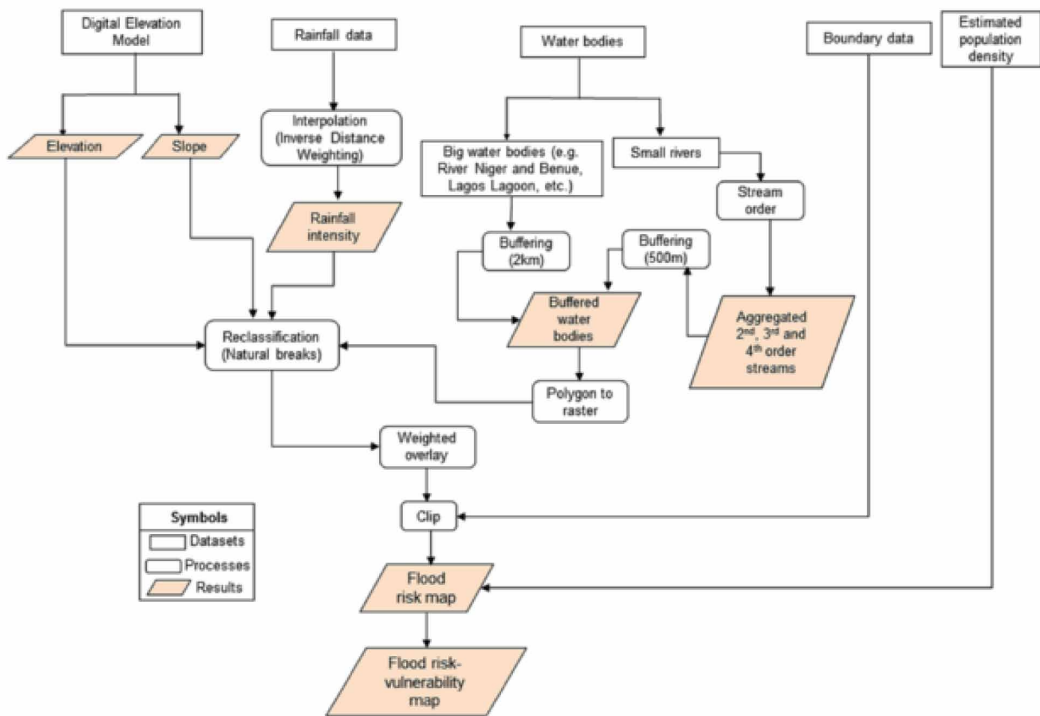 Digital Elevation
Model
Rainfall data
Water bodies
Boundary data
Estimated
population
density
Elevation
Slope
Interpolation
(Inverse Distance
Weighting)
Big water bodies (e.g.
River Niger and Benue,
Lagos Lagoon, etc.)
Small rivers
Stream
order
Rainfall
intensity
Buffering
(2km)
Buffering
(500m)
Buffered
water
bodies
Aggregated
2nd, 3rd and
4th order
streams
Reclassification
(Natural breaks)
Polygon to
raster
Weighted
overlay
Clip
Symbols
Datasets
Processes
Results
Flood
risk map
Flood risk-
vulnerability
map